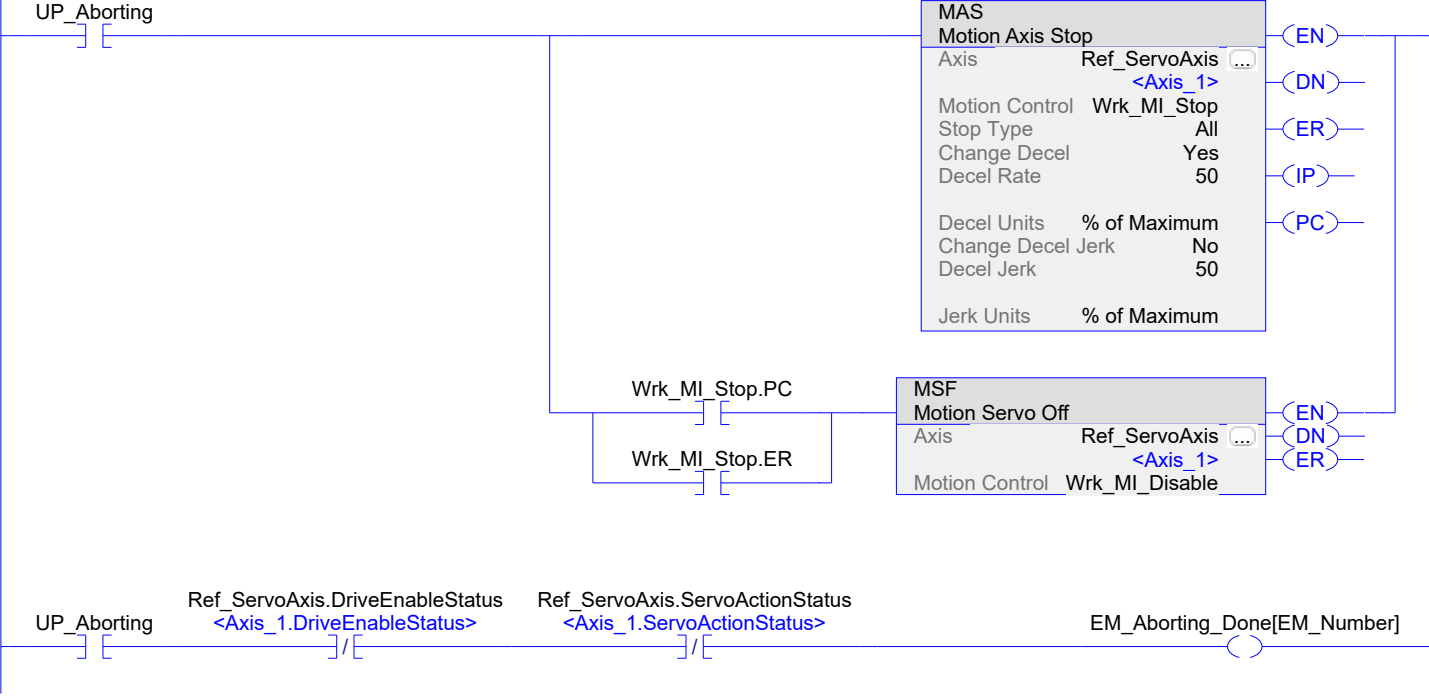 UP_Aborting
MAS
Motion Axis Stop
EN
Axis Ref_ServoAxis ...
<Axis_1>
DN
Motion Control Wrk_MI_Stop
Stop Type All
ER
Change Decel Yes
Decel Rate 50
IP
Decel Units % of Maximum
PC
Change Decel Jerk No
Decel Jerk 50
Jerk Units % of Maximum
Wrk_MI_Stop.PC
MSF
Motion Servo Off
EN
Axis Ref_ServoAxis ...
DN
Wrk_MI_Stop.ER
<Axis_1>
ER
Motion Control Wrk_MI_Disable
Ref_ServoAxis.DriveEnableStatus Ref_ServoAxis.ServoActionStatus
UP_Aborting <Axis_1.DriveEnableStatus> <Axis_1.ServoActionStatus> EM_Aborting_Done[EM_Number]